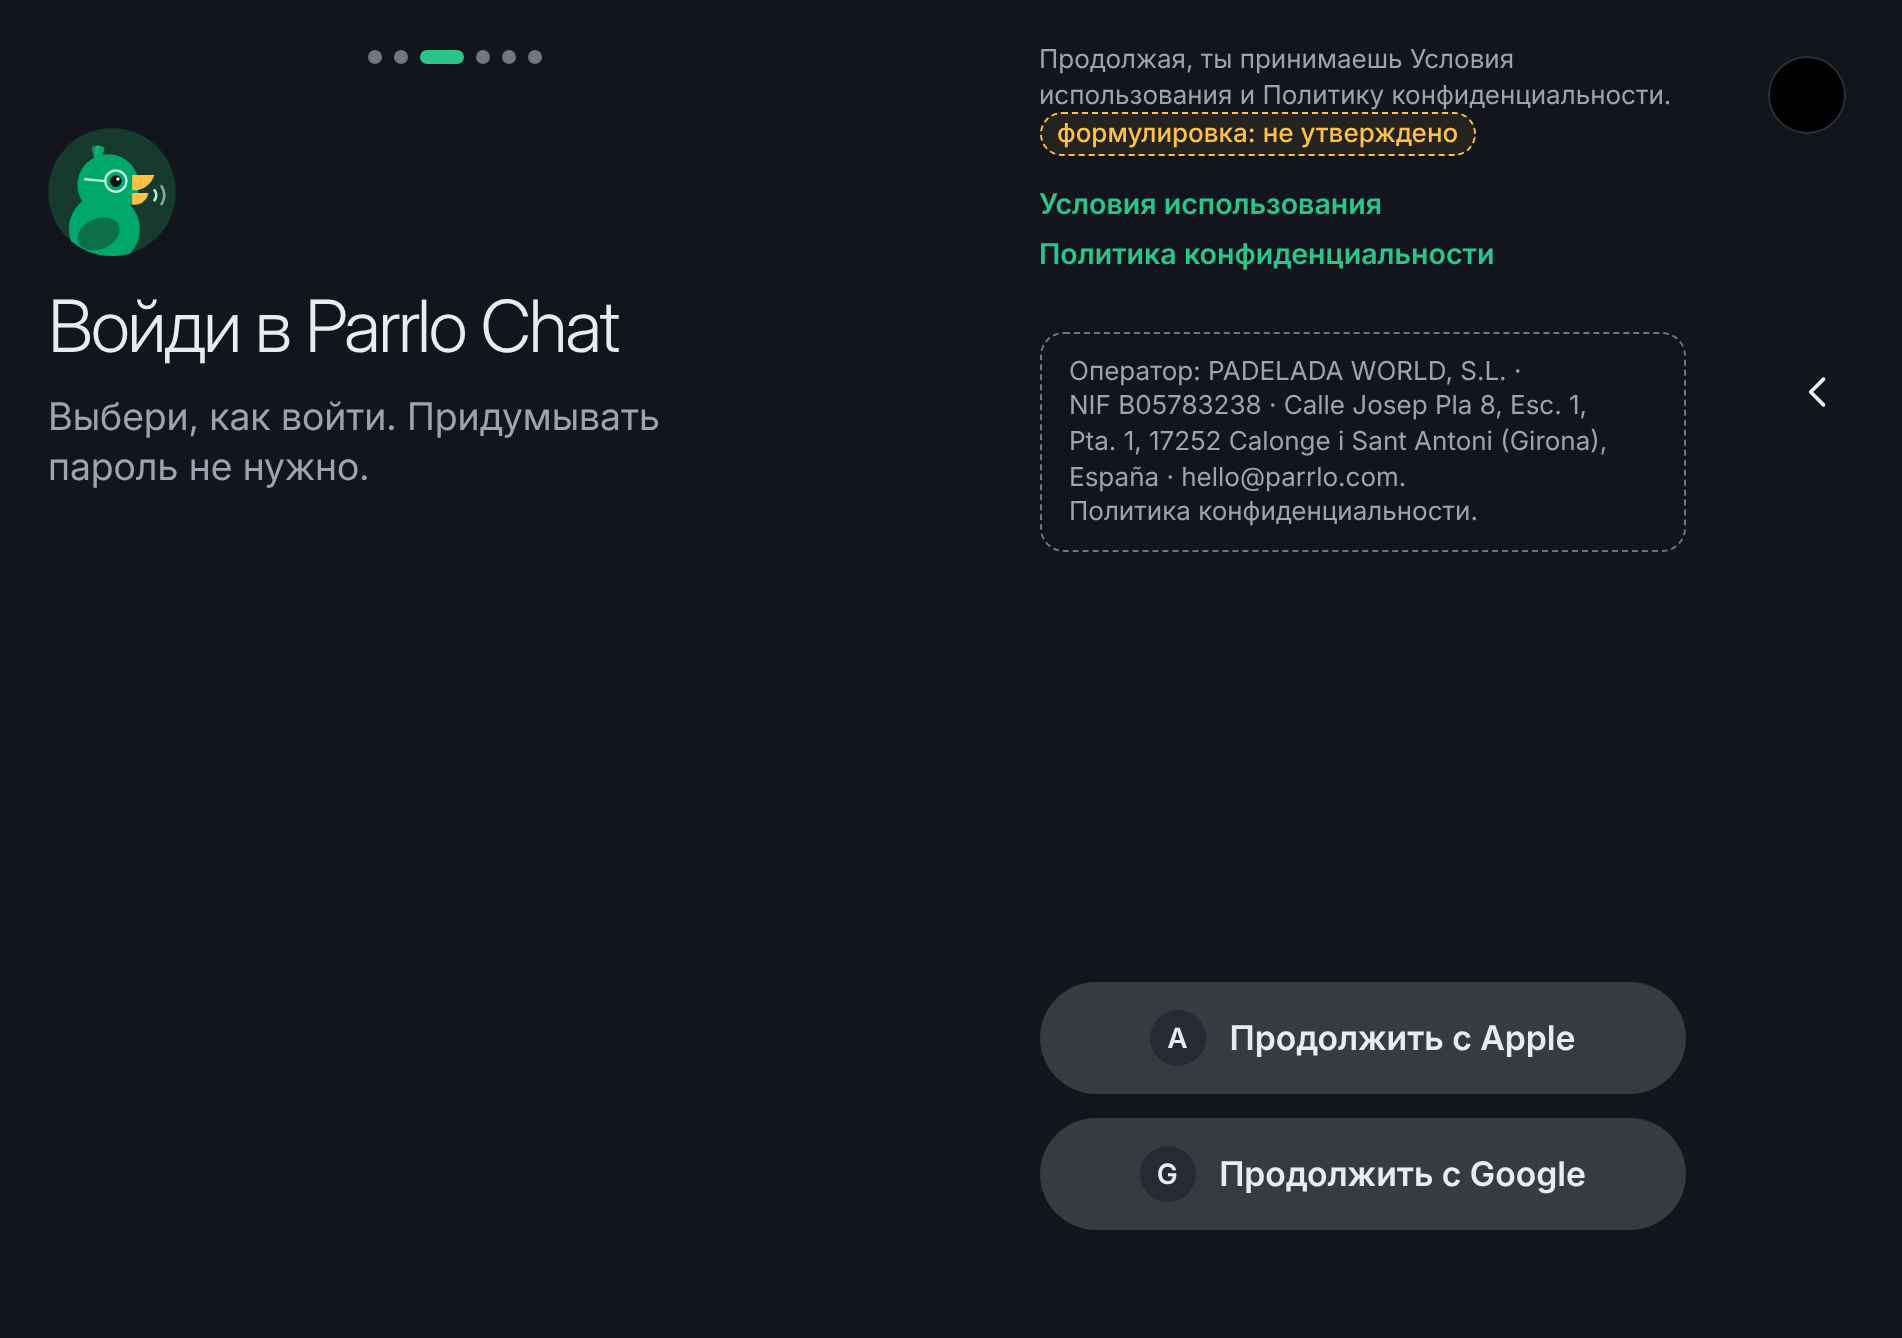 Войди в Parrlo Chat
Выбери, как войти. Придумывать
пароль не нужно.
Продолжая, ты принимаешь Условия
использования и Политику конфиденциальности.
формулировка: не утверждено
Условия использования
Политика конфиденциальности
Оператор: PADELADA WORLD, S.L. ·
NIF B05783238 · Calle Josep Pla 8, Esc. 1,
Pta. 1, 17252 Calonge i Sant Antoni (Girona),
España · hello@parrlo.com.
Политика конфиденциальности.
A Продолжить с Apple
G Продолжить с Google